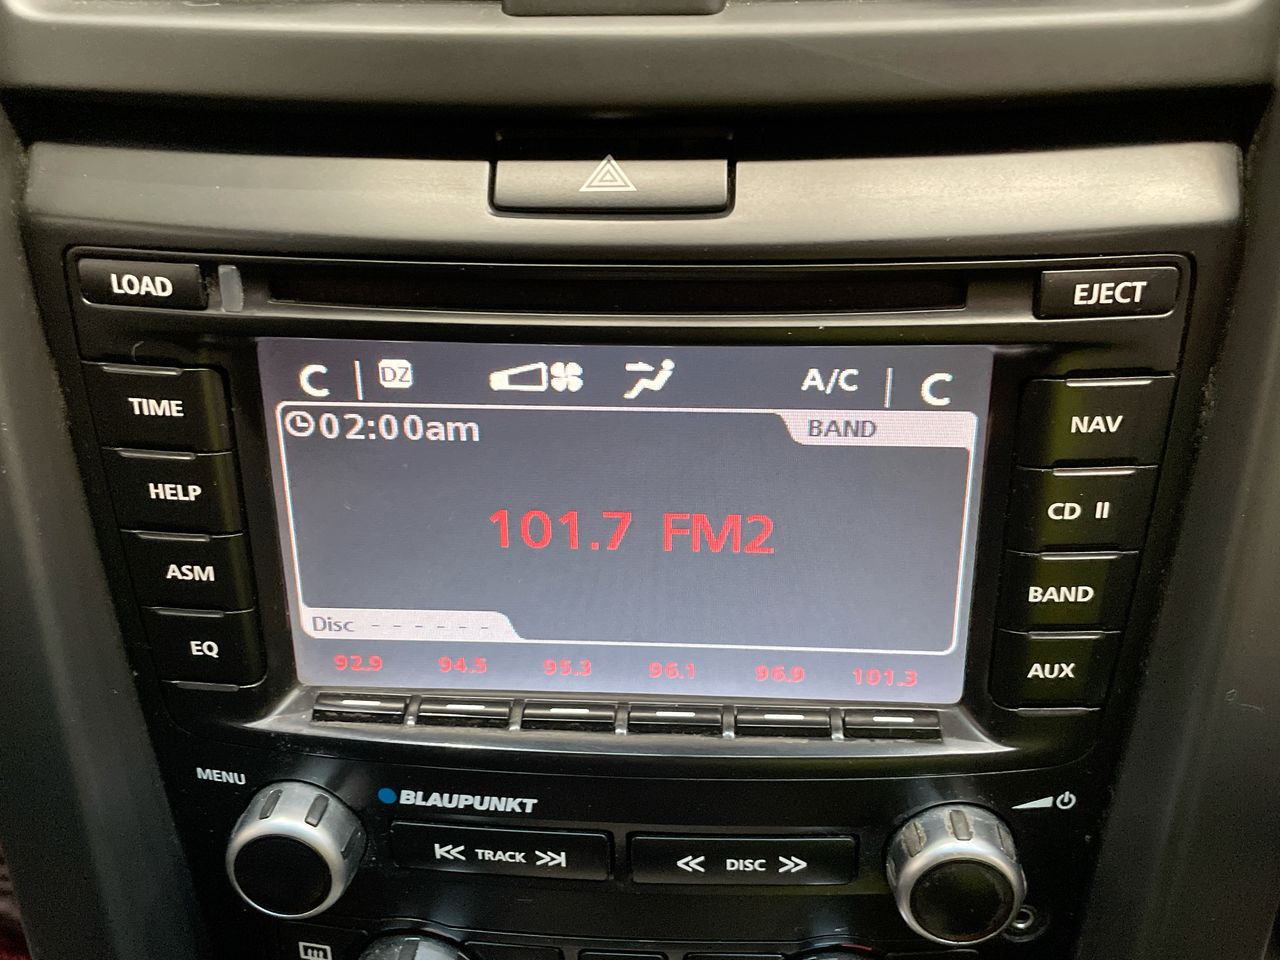 LOAD
EJECT
C DZ A/C C
TIME
02:00am BAND
NAV
HELP
CD II
101.7 FM2
ASM
BAND
Disc - - - - - -
EQ
92.9 94.5 95.3 96.1 96.9 101.3
AUX
MENU
BLAUPUNKT
TRACK
DISC